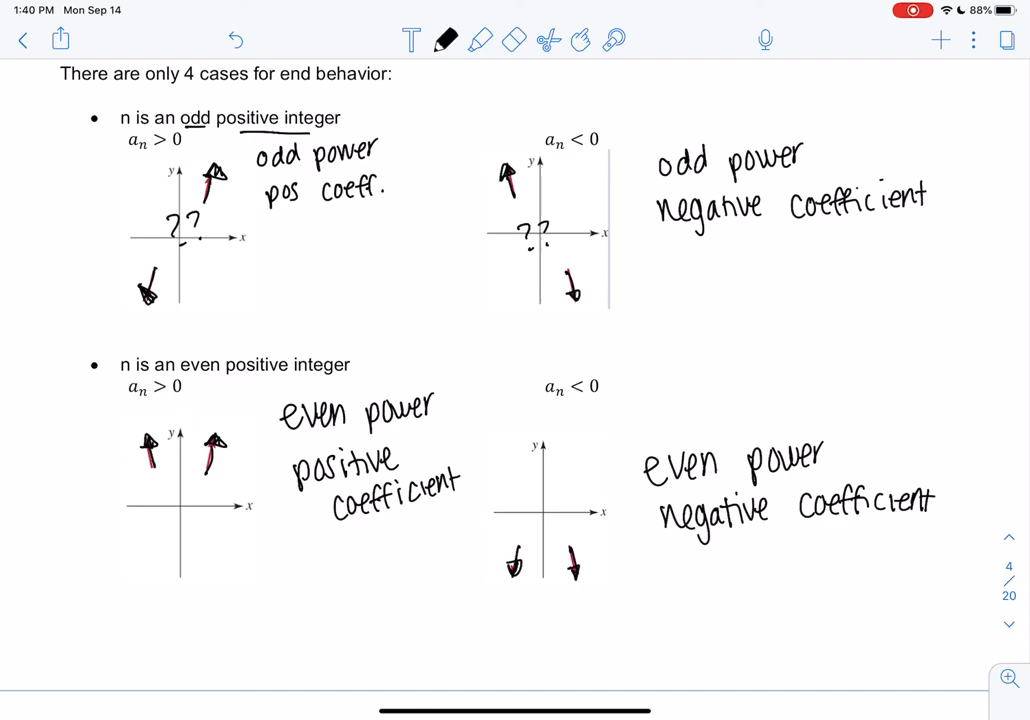 1:40 PM Mon Sep 14
88%
T
There are only 4 cases for end behavior:
• n is an odd positive integer
aₙ > 0
aₙ < 0
odd power
pos coeff.
odd power
negative coefficient
y
x
??
y
x
??
• n is an even positive integer
aₙ > 0
aₙ < 0
even power
positive
coefficient
even power
negative coefficient
y
x
y
x
4
/
20